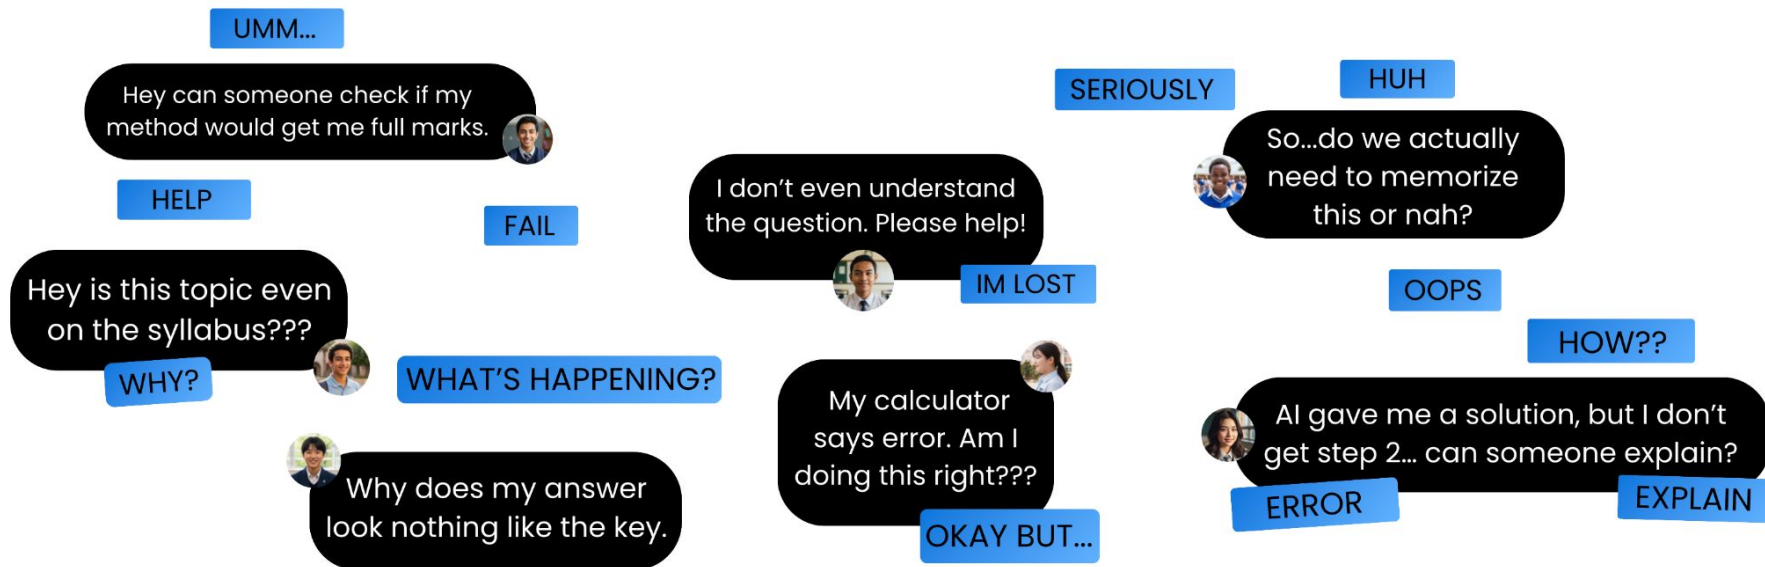 UMM...
Hey can someone check if my
method would get me full marks.
HELP
FAIL
Hey is this topic even
on the syllabus???
WHY?
WHAT'S HAPPENING?
Why does my answer
look nothing like the key.
I don't even understand
the question. Please help!
IM LOST
My calculator
says error. Am I
doing this right???
OKAY BUT...
SERIOUSLY
HUH
So...do we actually
need to memorize
this or nah?
OOPS
HOW??
AI gave me a solution, but I don't
get step 2... can someone explain?
ERROR
EXPLAIN